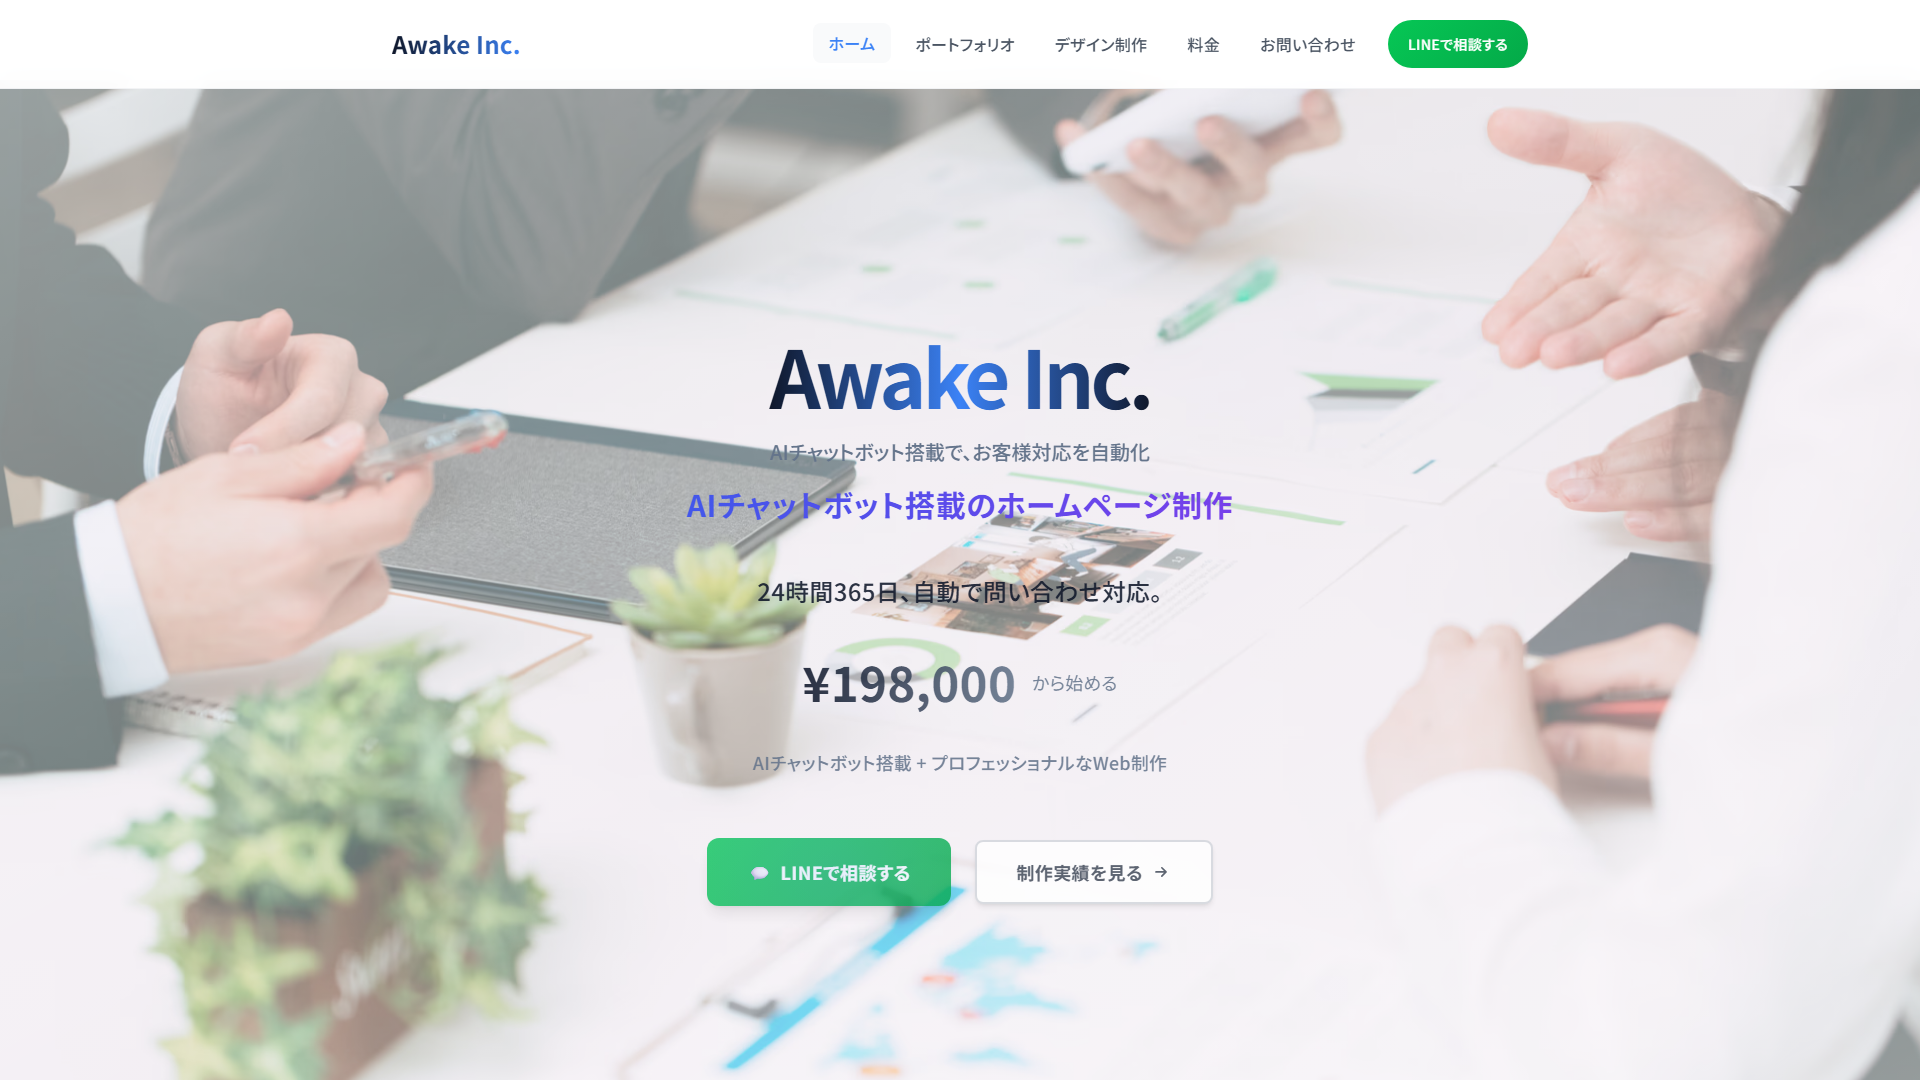 Awake Inc.
ホーム
ポートフォリオ
デザイン制作
料金
お問い合わせ
LINEで相談する
Awake Inc.
AIチャットボット搭載で、お客様対応を自動化
AIチャットボット搭載のホームページ制作
24時間365日、自動で問い合わせ対応。
¥198,000 から始める
AIチャットボット搭載 + プロフェッショナルなWeb制作
LINEで相談する
制作実績を見る →